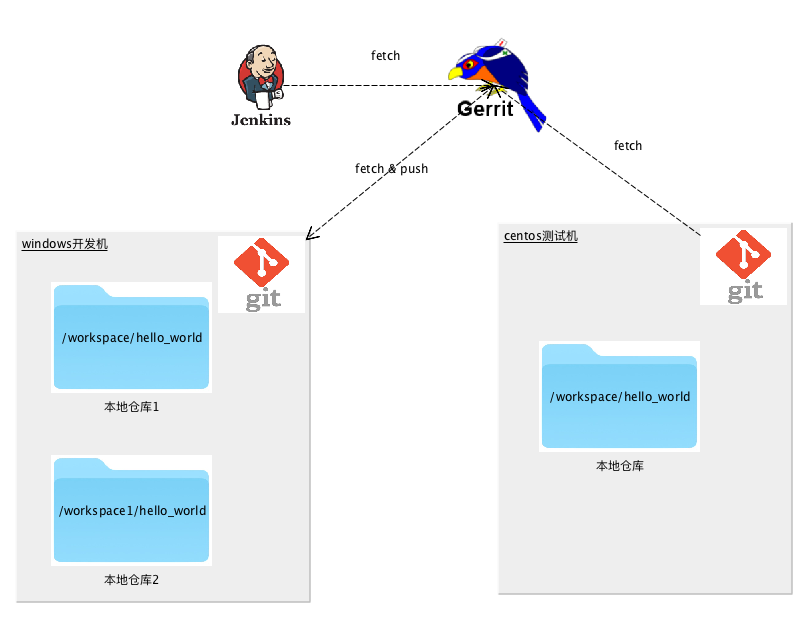 fetch
Jenkins
Gerrit
fetch
fetch & push
windows开发机
git
/workspace/hello_world
本地仓库1
/workspace1/hello_world
本地仓库2
centos测试机
git
/workspace/hello_world
本地仓库